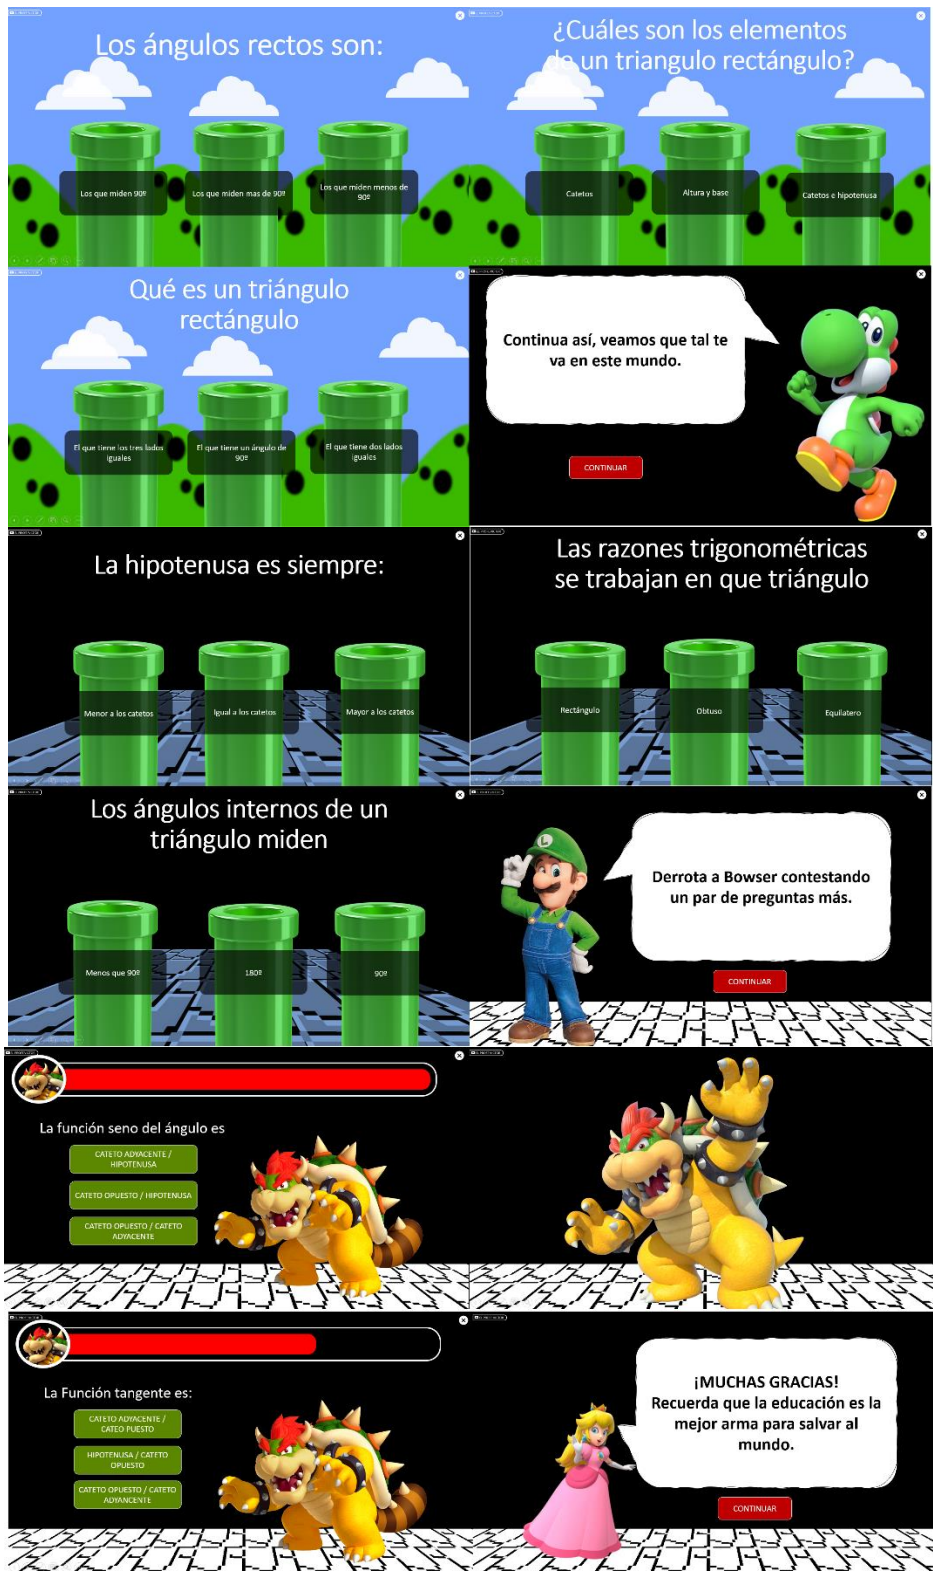 Los ángulos rectos son:
Los que miden 90º
Los que miden mas de 90º
Los que miden menos de
90º
¿Cuáles son los elementos
de un triangulo rectángulo?
Catetos
Altura y base
Catetos e hipotenusa
Qué es un triángulo
rectángulo
El que tiene los tres lados
iguales
El que tiene un ángulo de
90º
El que tiene dos lados
iguales
Continua así, veamos que tal te
va en este mundo.
CONTINUAR
La hipotenusa es siempre:
Menor a los catetos
Igual a los catetos
Mayor a los catetos
Las razones trigonométricas
se trabajan en que triángulo
Rectángulo
Obtuso
Equilatero
Los ángulos internos de un
triángulo miden
Menos que 90º
180º
90º
L
Derrota a Bowser contestando
un par de preguntas más.
CONTINUAR
La función seno del ángulo es
CATETO ADYACENTE /
HIPOTENUSA
CATETO OPUESTO / HIPOTENUSA
CATETO OPUESTO / CATETO
ADYACENTE
La Función tangente es:
CATETO ADYACENTE /
CATEO PUESTO
HIPOTENUSA / CATETO
OPUESTO
CATETO OPUESTO / CATETO
ADYANCENTE
¡MUCHAS GRACIAS!
Recuerda que la educación es la
mejor arma para salvar al
mundo.
CONTINUAR